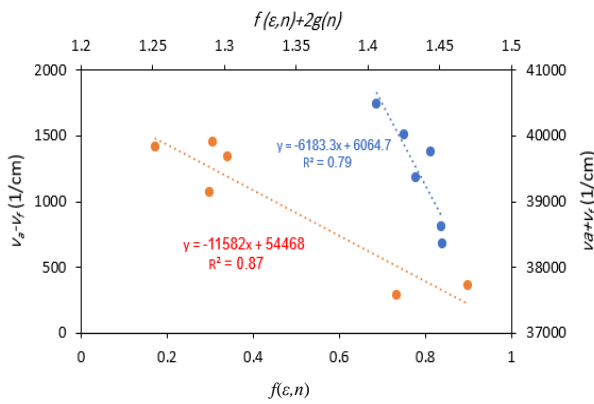 f (ε,n)+2g(n)
1.2 1.25 1.3 1.35 1.4 1.45 1.5
2000 41000
1500 40000
y = -6183.3x + 6064.7
R² = 0.79
1000 39000
y = -11582x + 54468
R² = 0.87
500 38000
0 37000
0 0.2 0.4 0.6 0.8 1
f(ε,n)
νa-νf (1/cm)
νa+νf (1/cm)